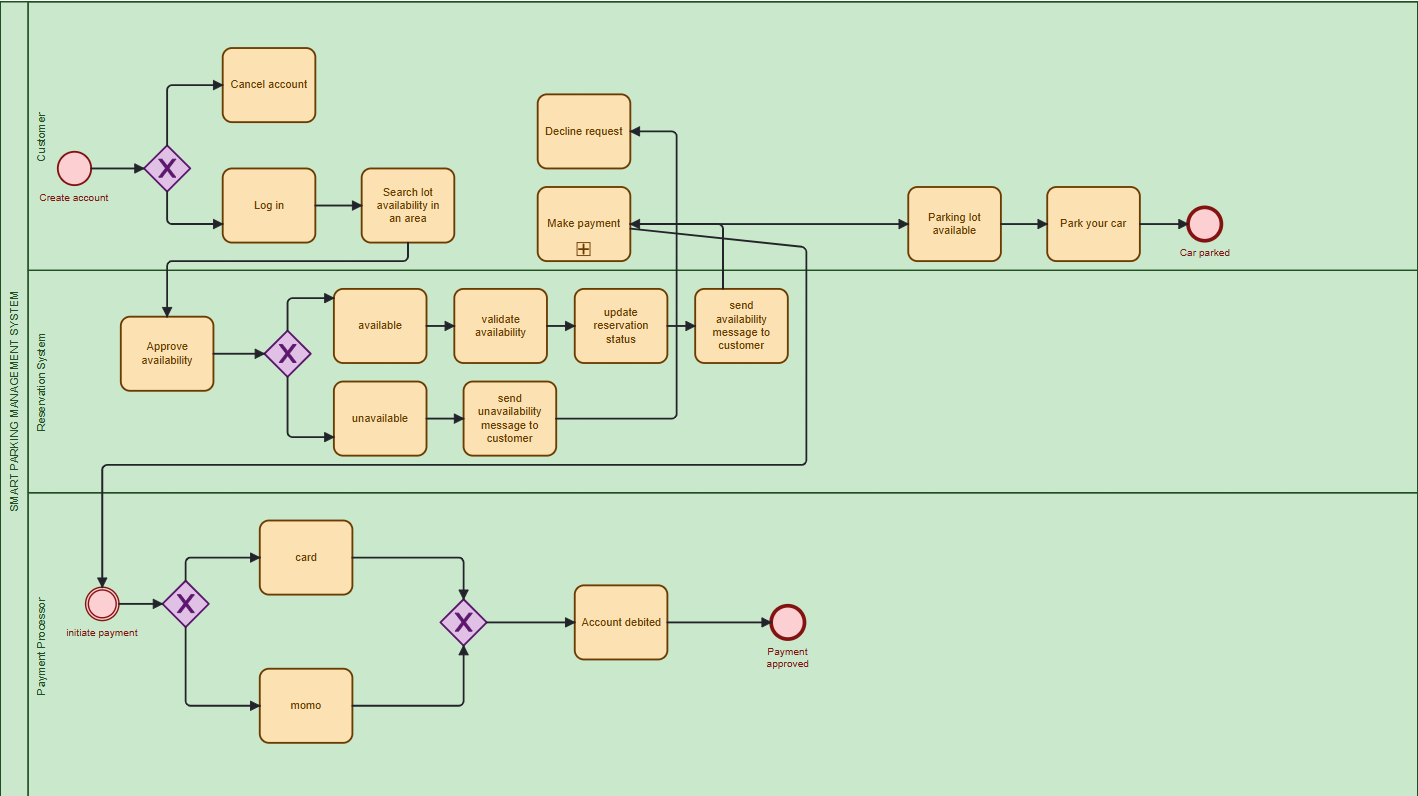 SMART PARKING MANAGEMENT SYSTEM
Customer
Create account
Cancel account
Log in
Search lot
availability in
an area
Decline request
Make payment
Parking lot
available
Park your car
Car parked
Reservation System
Approve
availability
available
validate
availability
update
reservation
status
send
availability
message to
customer
unavailable
send
unavailability
message to
customer
Payment Processor
initiate payment
card
momo
Account debited
Payment
approved